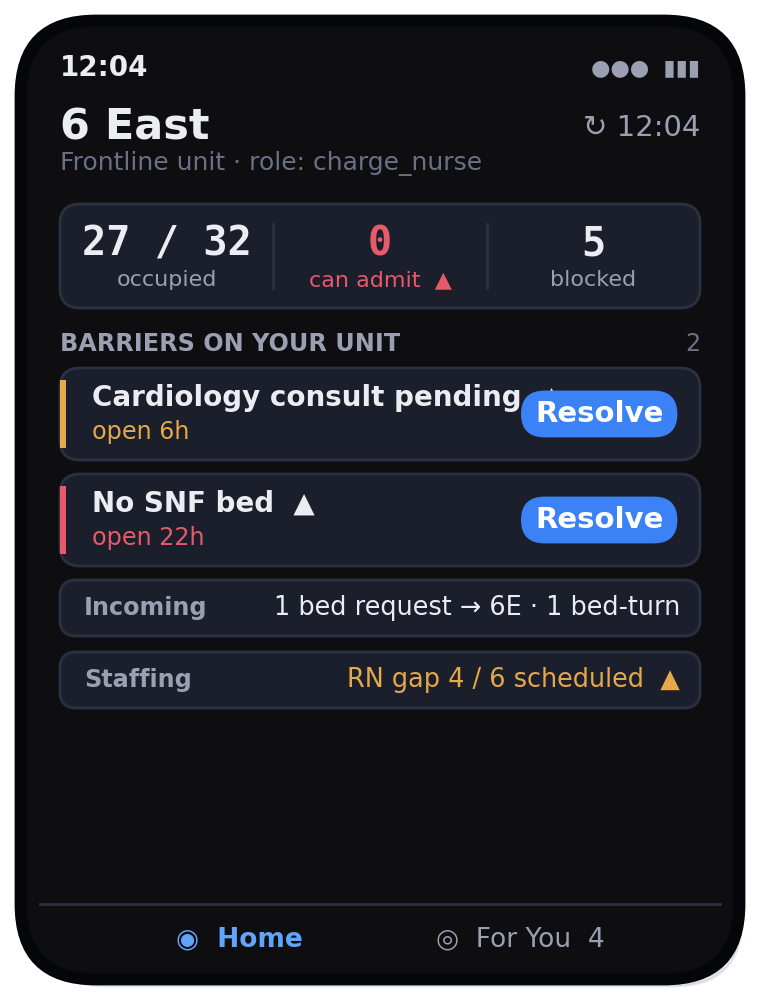 12:04
6 East
↻ 12:04
Frontline unit · role: charge_nurse
27 / 32
occupied
0
can admit ▲
5
blocked
BARRIERS ON YOUR UNIT
2
Cardiology consult pending
open 6h
Resolve
No SNF bed ▲
open 22h
Resolve
Incoming
1 bed request → 6E · 1 bed-turn
Staffing
RN gap 4 / 6 scheduled ▲
◉ Home
◎ For You 4